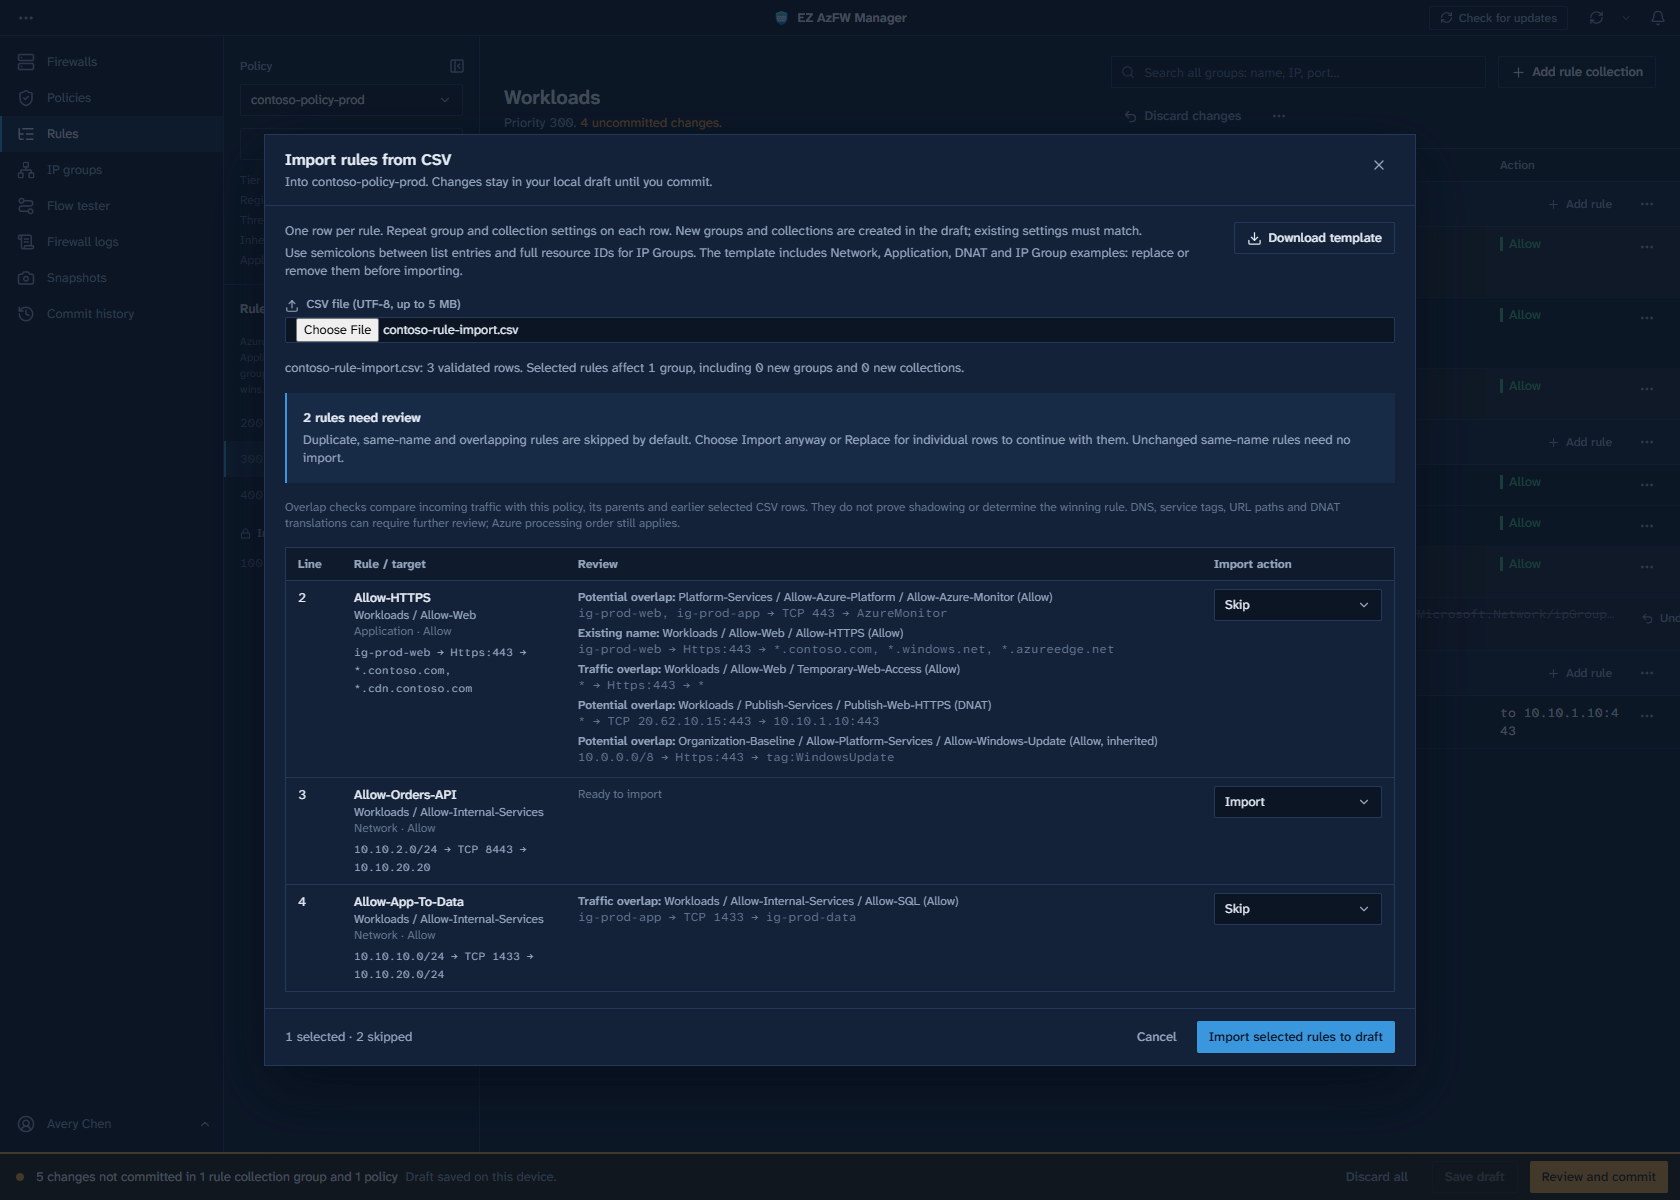 EZ AzFW Manager
Check for updates
Firewalls
Policies
Rules
IP groups
Flow tester
Firewall logs
Snapshots
Commit history
Policy
contoso-policy-prod
Workloads
Priority 300. 4 uncommitted changes.
Search all groups: name, IP, port...
Add rule collection
Discard changes
Action
Add rule
Allow
Allow
Allow
Add rule
Allow
Allow
Allow
Add rule
to 10.10.1.10:4
43
Import rules from CSV
Into contoso-policy-prod. Changes stay in your local draft until you commit.
One row per rule. Repeat group and collection settings on each row. New groups and collections are created in the draft; existing settings must match.
Use semicolons between list entries and full resource IDs for IP Groups. The template includes Network, Application, DNAT and IP Group examples: replace or
remove them before importing.
Download template
CSV file (UTF-8, up to 5 MB)
Choose File contoso-rule-import.csv
contoso-rule-import.csv: 3 validated rows. Selected rules affect 1 group, including 0 new groups and 0 new collections.
2 rules need review
Duplicate, same-name and overlapping rules are skipped by default. Choose Import anyway or Replace for individual rows to continue with them. Unchanged same-name rules need no
import.
Overlap checks compare incoming traffic with this policy, its parents and earlier selected CSV rows. They do not prove shadowing or determine the winning rule. DNS, service tags, URL paths and DNAT
translations can require further review; Azure processing order still applies.
Line Rule / target Review Import action
2
Allow-HTTPS
Workloads / Allow-Web
Application · Allow
ig-prod-web → Https:443 →
*.contoso.com,
*.cdn.contoso.com
Potential overlap: Platform-Services / Allow-Azure-Platform / Allow-Azure-Monitor (Allow)
ig-prod-web, ig-prod-app → TCP 443 → AzureMonitor
Existing name: Workloads / Allow-Web / Allow-HTTPS (Allow)
ig-prod-web → Https:443 → *.contoso.com, *.windows.net, *.azureedge.net
Traffic overlap: Workloads / Allow-Web / Temporary-Web-Access (Allow)
* → Https:443 → *
Potential overlap: Workloads / Publish-Services / Publish-Web-HTTPS (DNAT)
* → TCP 20.62.10.15:443 → 10.10.1.10:443
Potential overlap: Organization-Baseline / Allow-Platform-Services / Allow-Windows-Update (Allow, inherited)
10.0.0.0/8 → Https:443 → tag:WindowsUpdate
Skip
3
Allow-Orders-API
Workloads / Allow-Internal-Services
Network · Allow
10.10.2.0/24 → TCP 8443 →
10.10.20.20
Ready to import
Import
4
Allow-App-To-Data
Workloads / Allow-Internal-Services
Network · Allow
10.10.10.0/24 → TCP 1433 →
10.10.20.0/24
Traffic overlap: Workloads / Allow-Internal-Services / Allow-SQL (Allow)
ig-prod-app → TCP 1433 → ig-prod-data
Skip
1 selected · 2 skipped
Cancel
Import selected rules to draft
Avery Chen
5 changes not committed in 1 rule collection group and 1 policy Draft saved on this device.
Discard all
Save draft
Review and commit